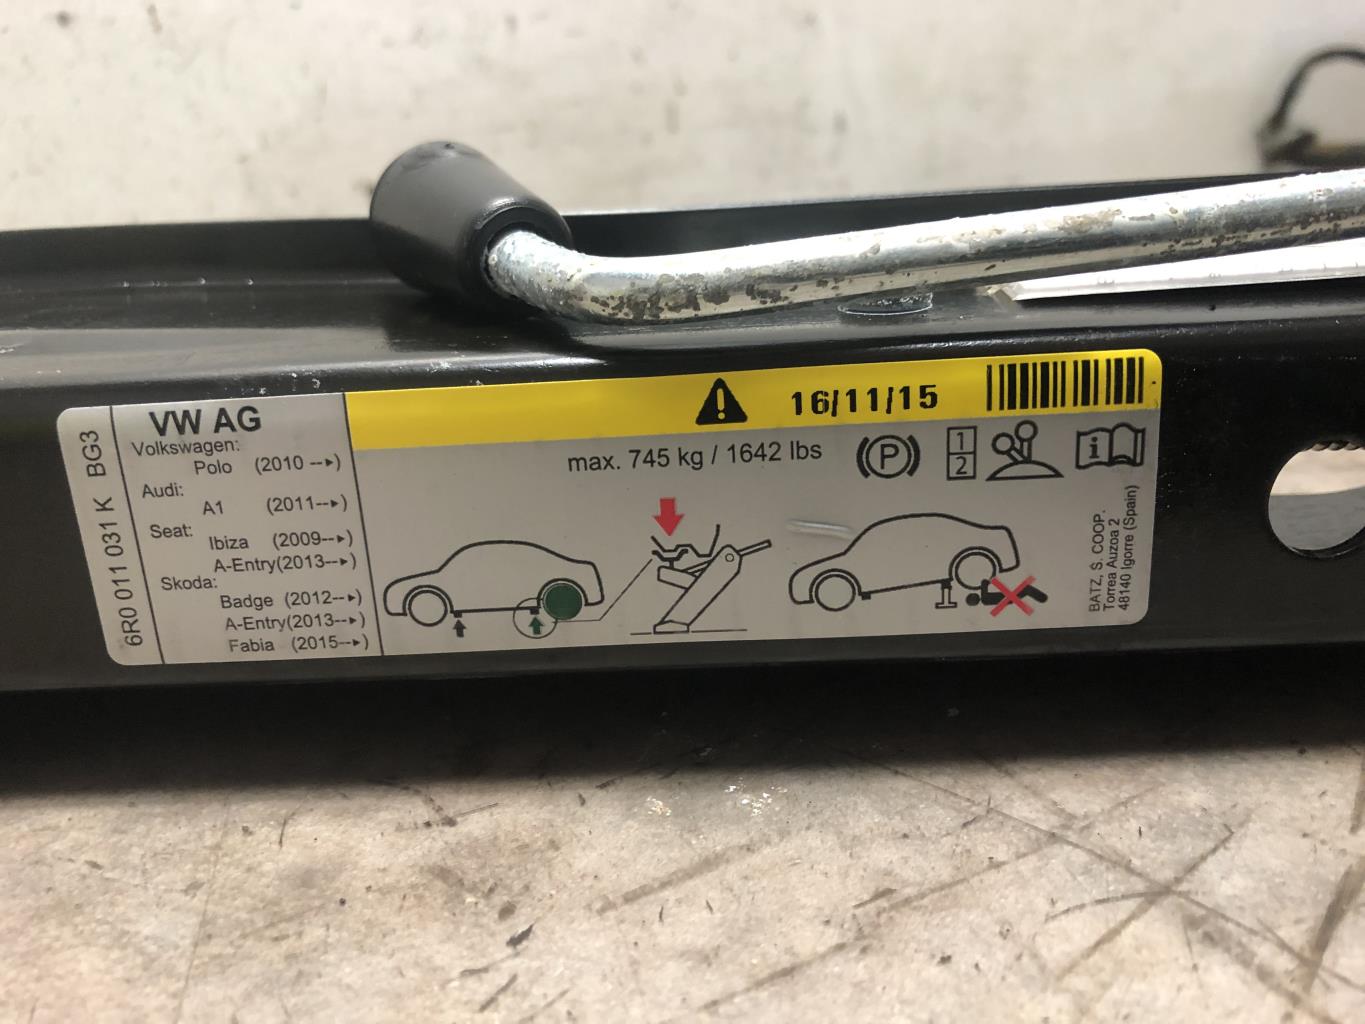 6R0 011 031 K BG3
VW AG
Volkswagen:
Polo (2010--▸)
Audi:
A1 (2011--▸)
Seat:
Ibiza (2009--▸)
A-Entry(2013--▸)
Skoda:
Badge (2012--▸)
A-Entry(2013--▸)
Fabia (2015--▸)
16/11/15
max. 745 kg / 1642 lbs
P
1
2
i
BATZ, S. COOP.
Torrea Auzoa 2
48140 Igorre (Spain)